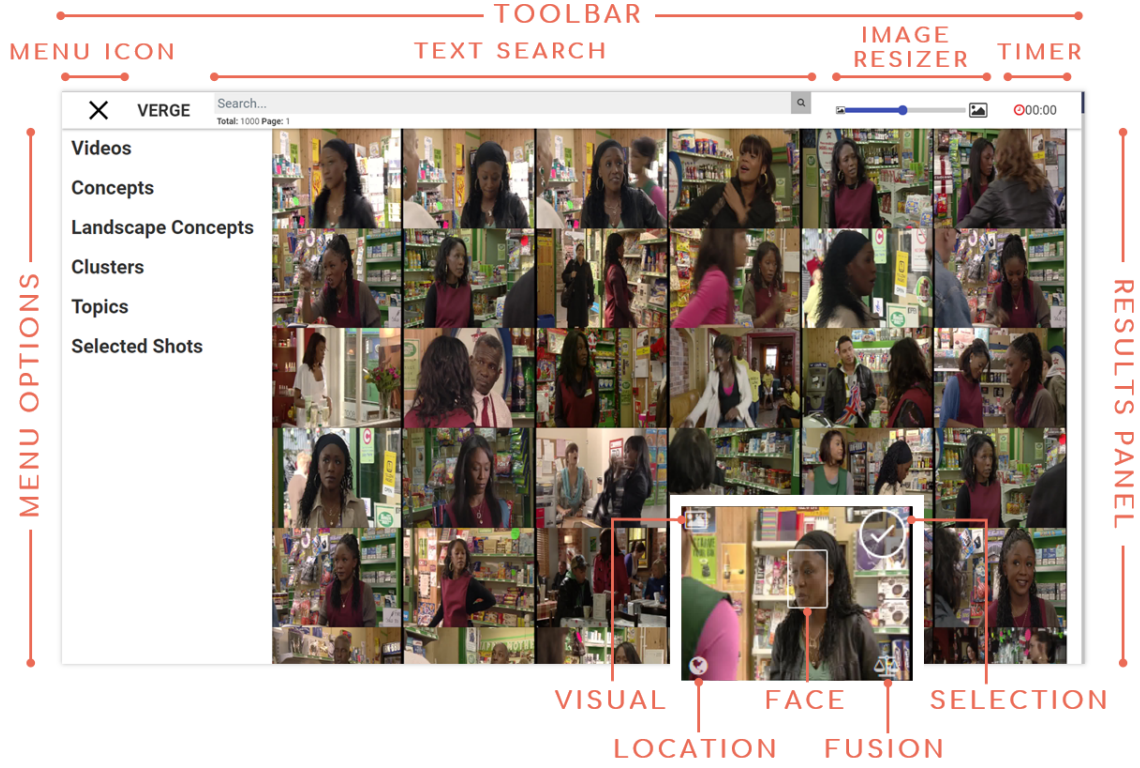 TOOLBAR
MENU ICON
TEXT SEARCH
IMAGE
RESIZER
TIMER
VERGE
Search...
Total: 1000 Page: 1
00:00
MENU OPTIONS
Videos
Concepts
Landscape Concepts
Clusters
Topics
Selected Shots
RESULTS PANEL
VISUAL
FACE
SELECTION
LOCATION
FUSION